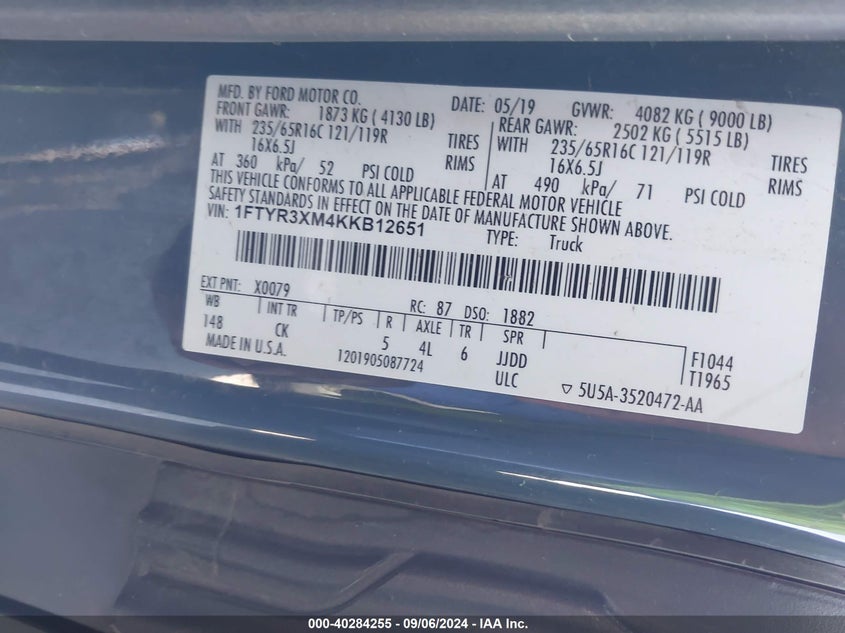 MFD. BY FORD MOTOR CO. DATE: 05/19 GVWR: 4082 KG ( 9000 LB)
FRONT GAWR: 1873 KG ( 4130 LB) REAR GAWR: 2502 KG ( 5515 LB)
WITH 235/65R16C 121/119R TIRES WITH 235/65R16C 121/119R TIRES
16X6.5J RIMS 16X6.5J RIMS
AT 360 kPa/ 52 PSI COLD AT 490 kPa/ 71 PSI COLD
THIS VEHICLE CONFORMS TO ALL APPLICABLE FEDERAL MOTOR VEHICLE
SAFETY STANDARDS IN EFFECT ON THE DATE OF MANUFACTURE SHOWN ABOVE.
VIN: 1FTYR3XM4KKB12651 TYPE: Truck
EXT PNT: X0079 RC: 87 DSO: 1882
WB INT TR TP/PS R AXLE TR SPR F1044
148 CK 5 4L 6 JJDD T1965
MADE IN U.S.A. 1201905087724 ULC ▽ 5U5A-3520472-AA
000-40284255 - 09/06/2024 - IAA Inc.